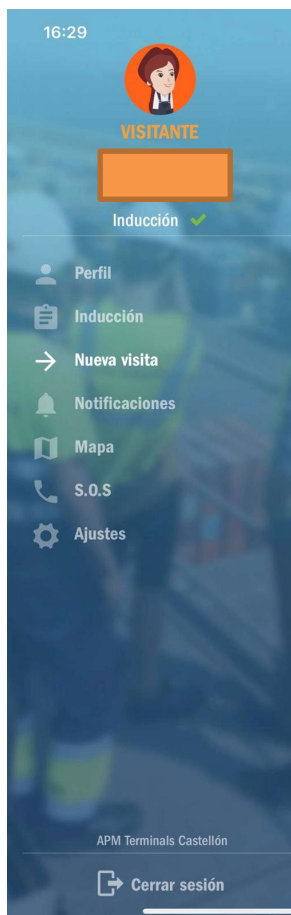 16:29
VISITANTE
Inducción
Perfil
Inducción
Nueva visita
Notificaciones
Mapa
S.O.S
Ajustes
APM Terminals Castellón
Cerrar sesión